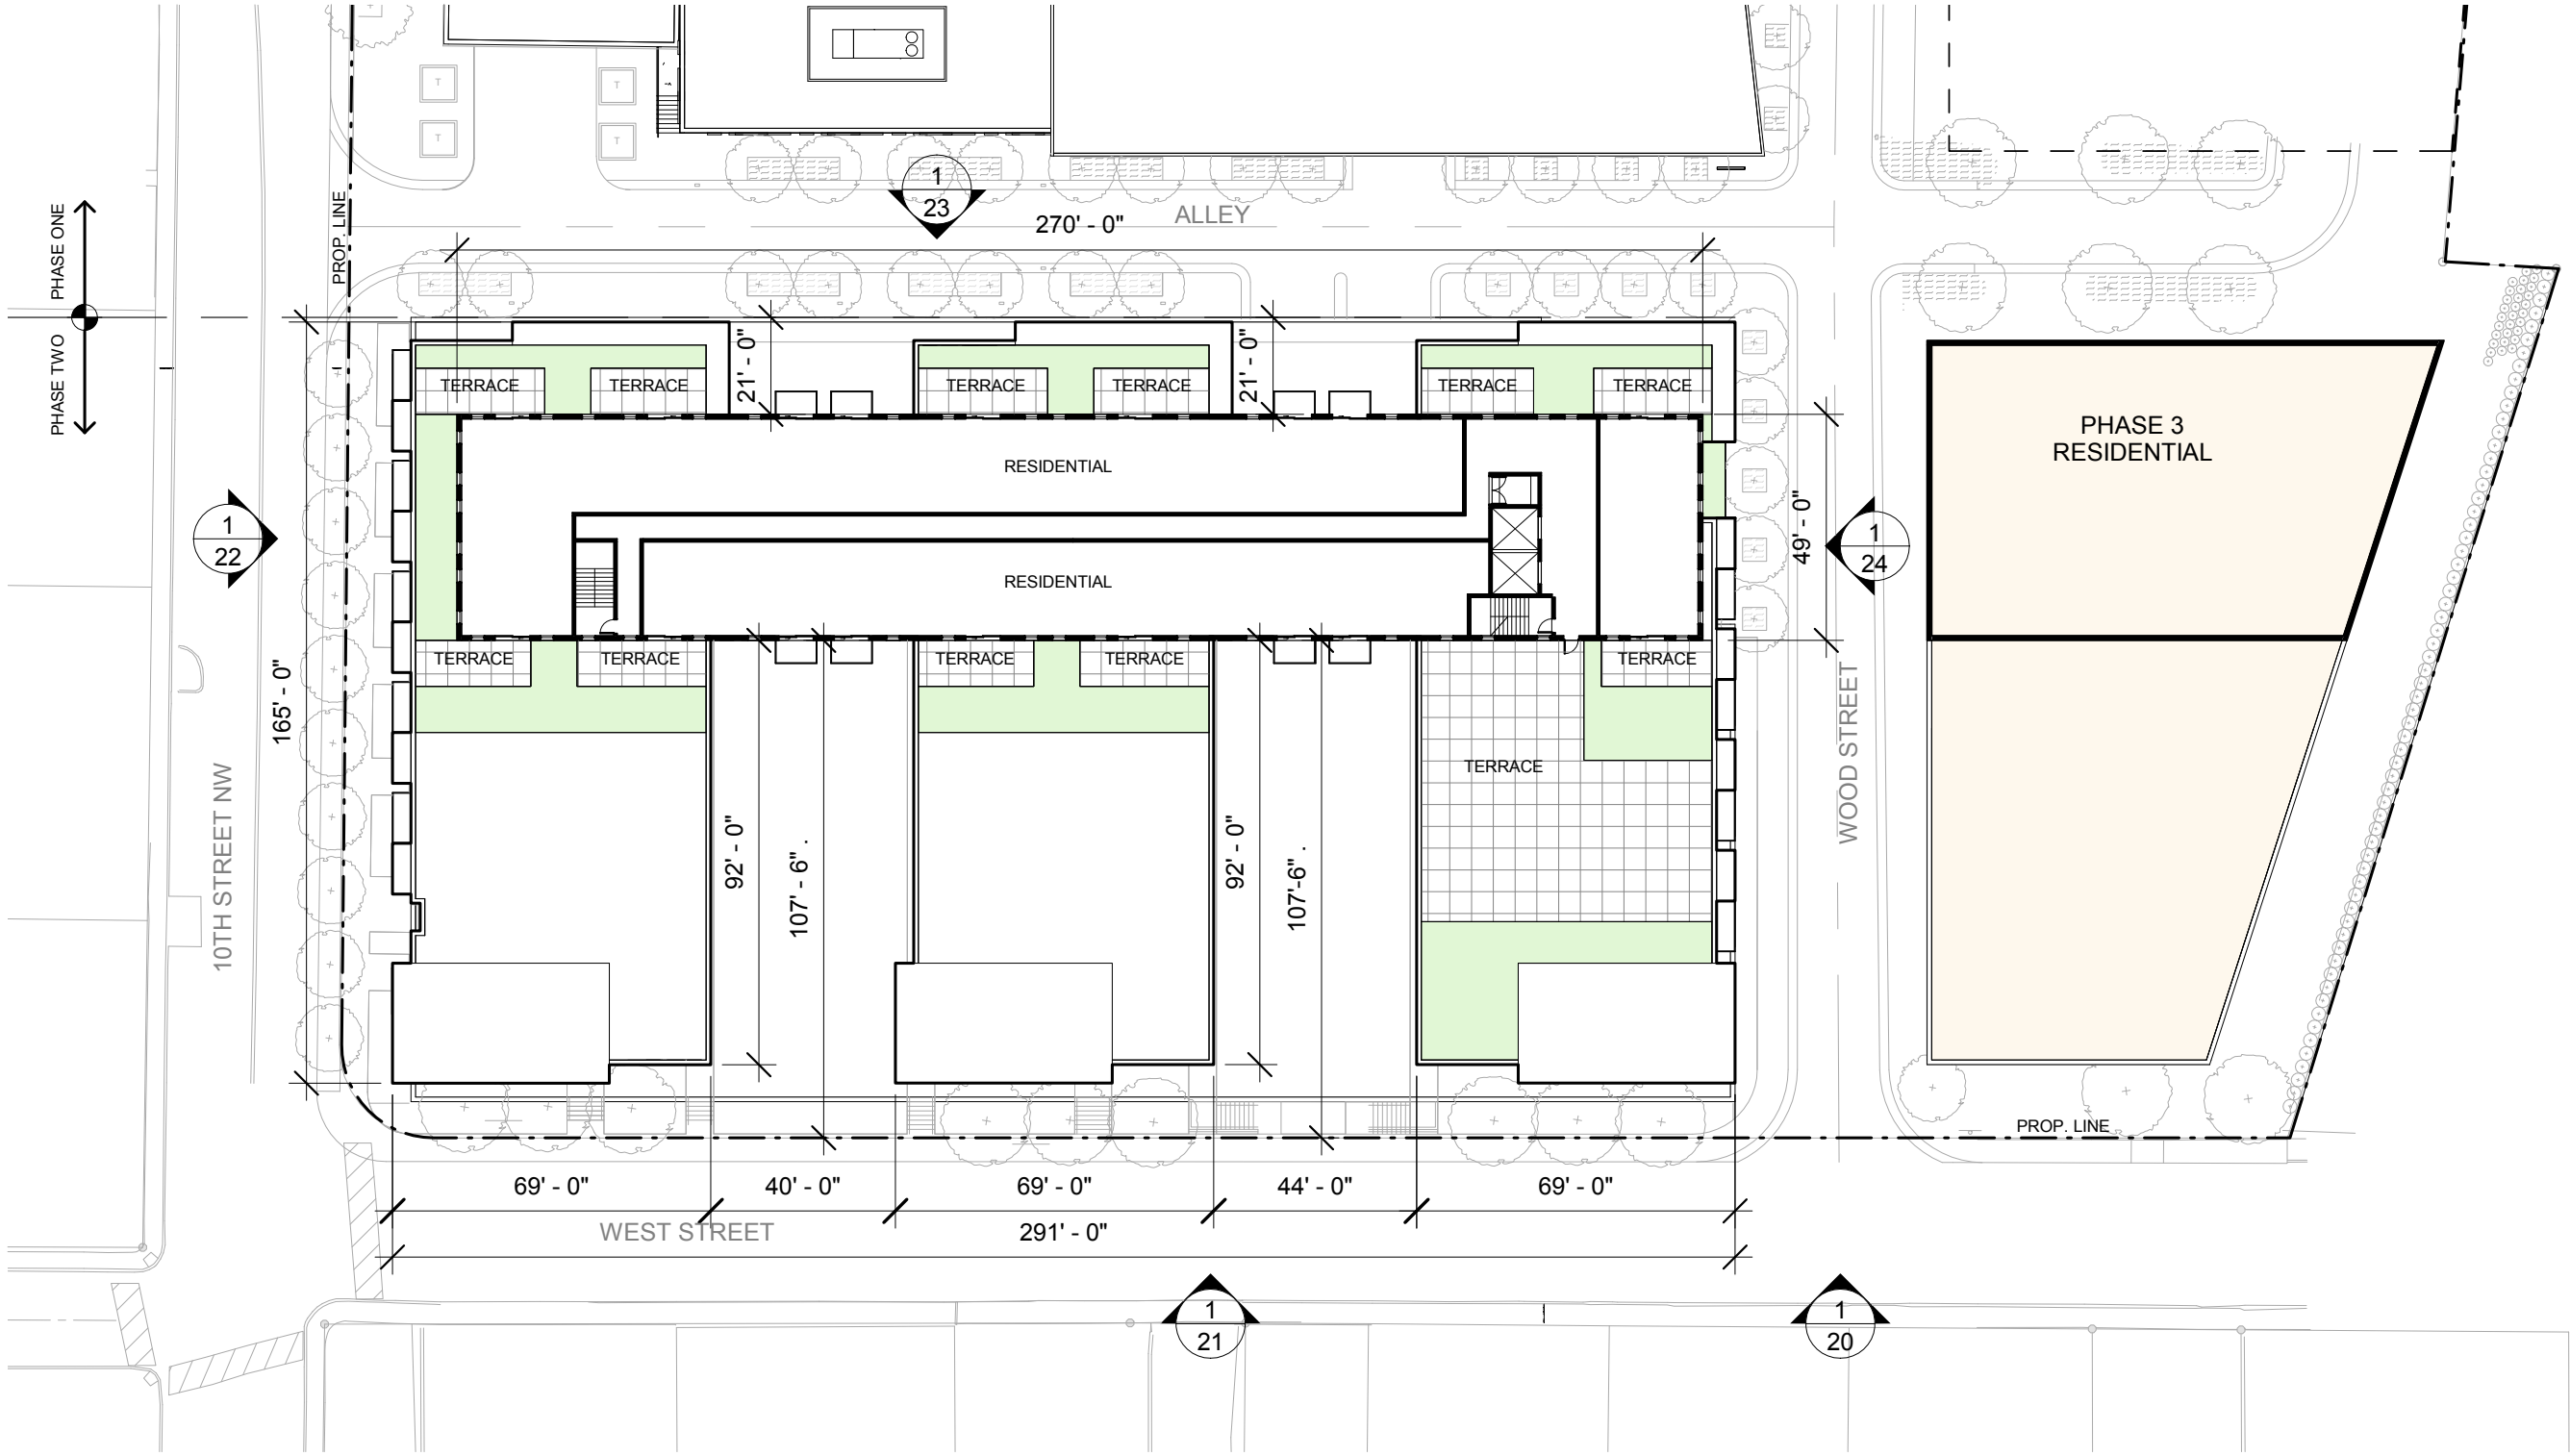 T
T
T
T
1
23
ALLEY
270' - 0"
PROP. LINE
PHASE ONE
PHASE TWO
21' - 0"
21' - 0"
TERRACE
TERRACE
TERRACE
TERRACE
TERRACE
TERRACE
PHASE 3
RESIDENTIAL
RESIDENTIAL
1
22
49' - 0"
1
24
RESIDENTIAL
TERRACE
TERRACE
TERRACE
TERRACE
TERRACE
165' - 0"
WOOD STREET
TERRACE
10TH STREET NW
92' - 0"
107' - 6" .
92' - 0"
107'-6" .
PROP. LINE
69' - 0"
40' - 0"
69' - 0"
44' - 0"
69' - 0"
WEST STREET
291' - 0"
1
21
1
20